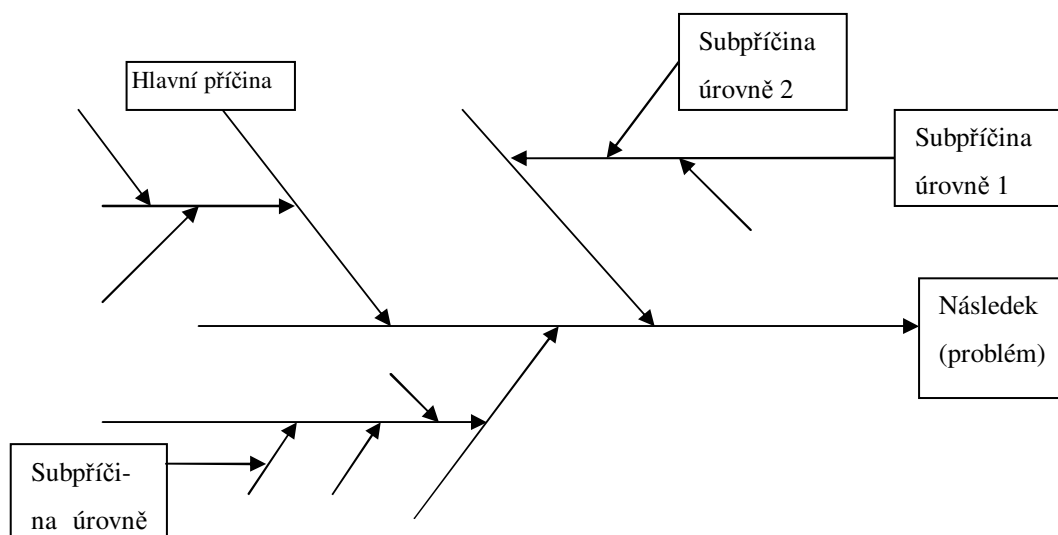 Subpříčina
úrovně 2
Hlavní příčina
Subpříčina
úrovně 1
Následek
(problém)
Subpříči-
na úrovně